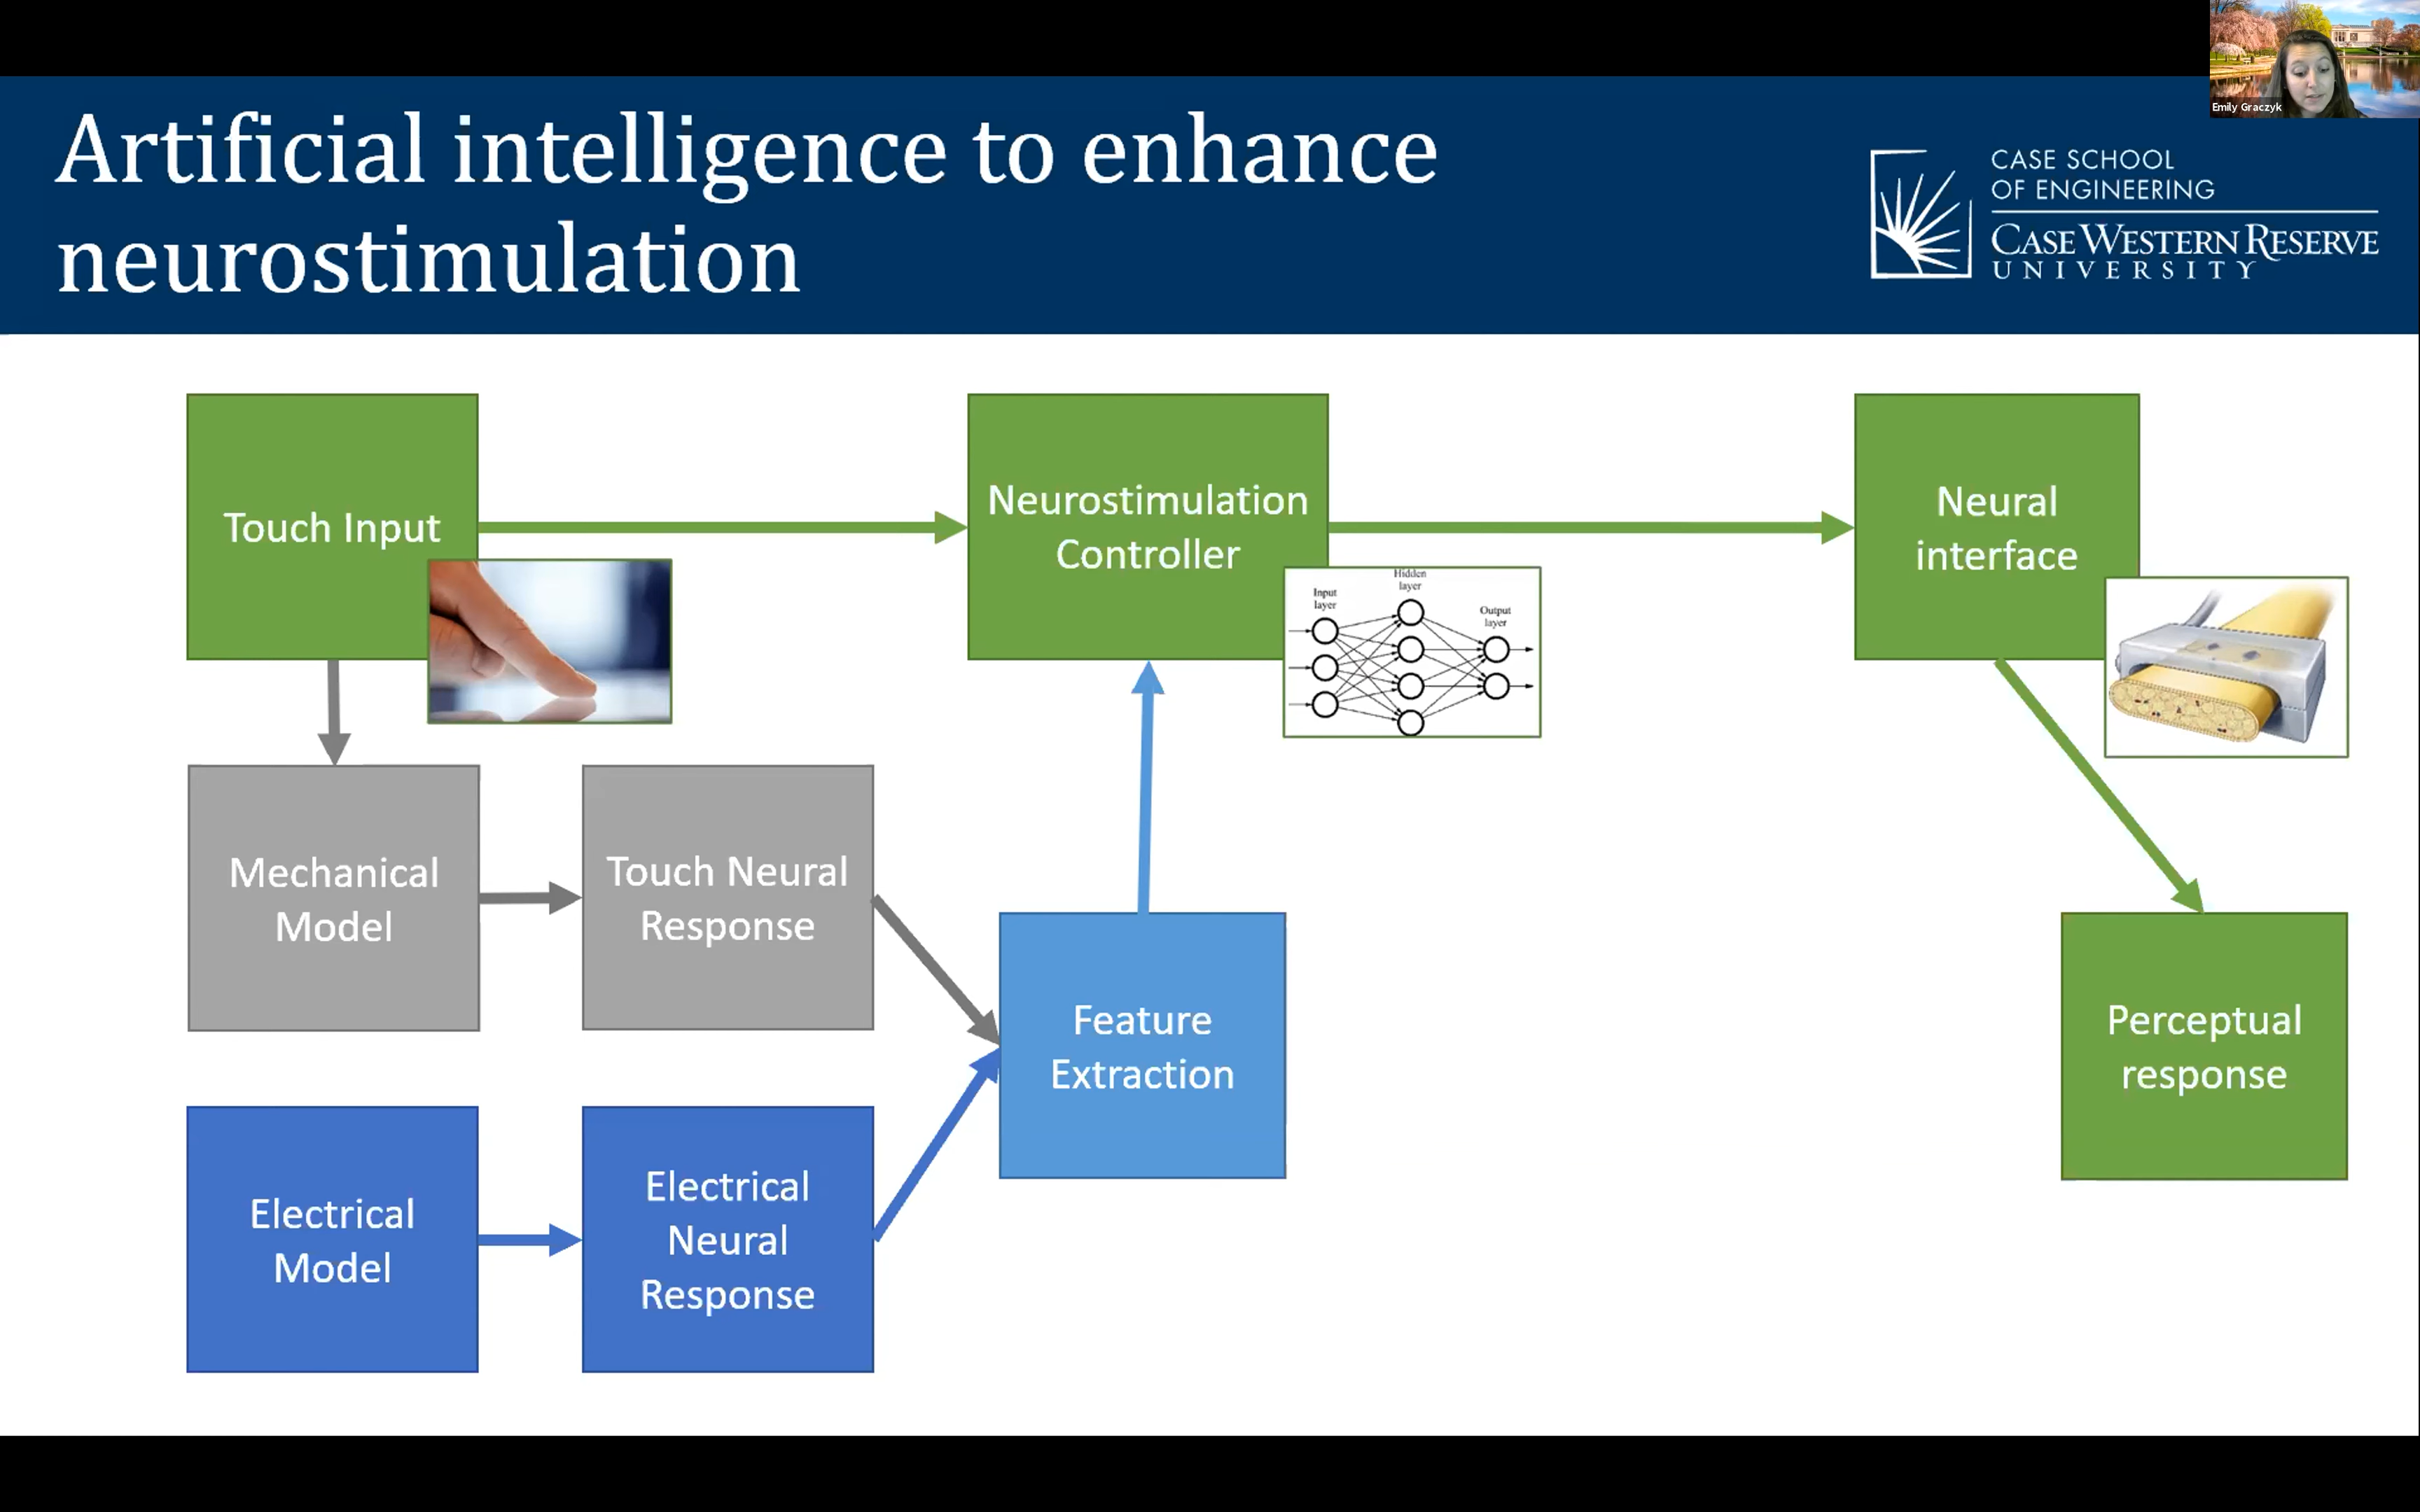 Emily Graczyk
Artificial intelligence to enhance
neurostimulation
CASE SCHOOL
OF ENGINEERING
CASE WESTERN RESERVE
UNIVERSITY
Touch Input
Neurostimulation
Controller
Neural
interface
Input
layer
Hidden
layer
Output
layer
Mechanical
Model
Touch Neural
Response
Feature
Extraction
Perceptual
response
Electrical
Model
Electrical
Neural
Response